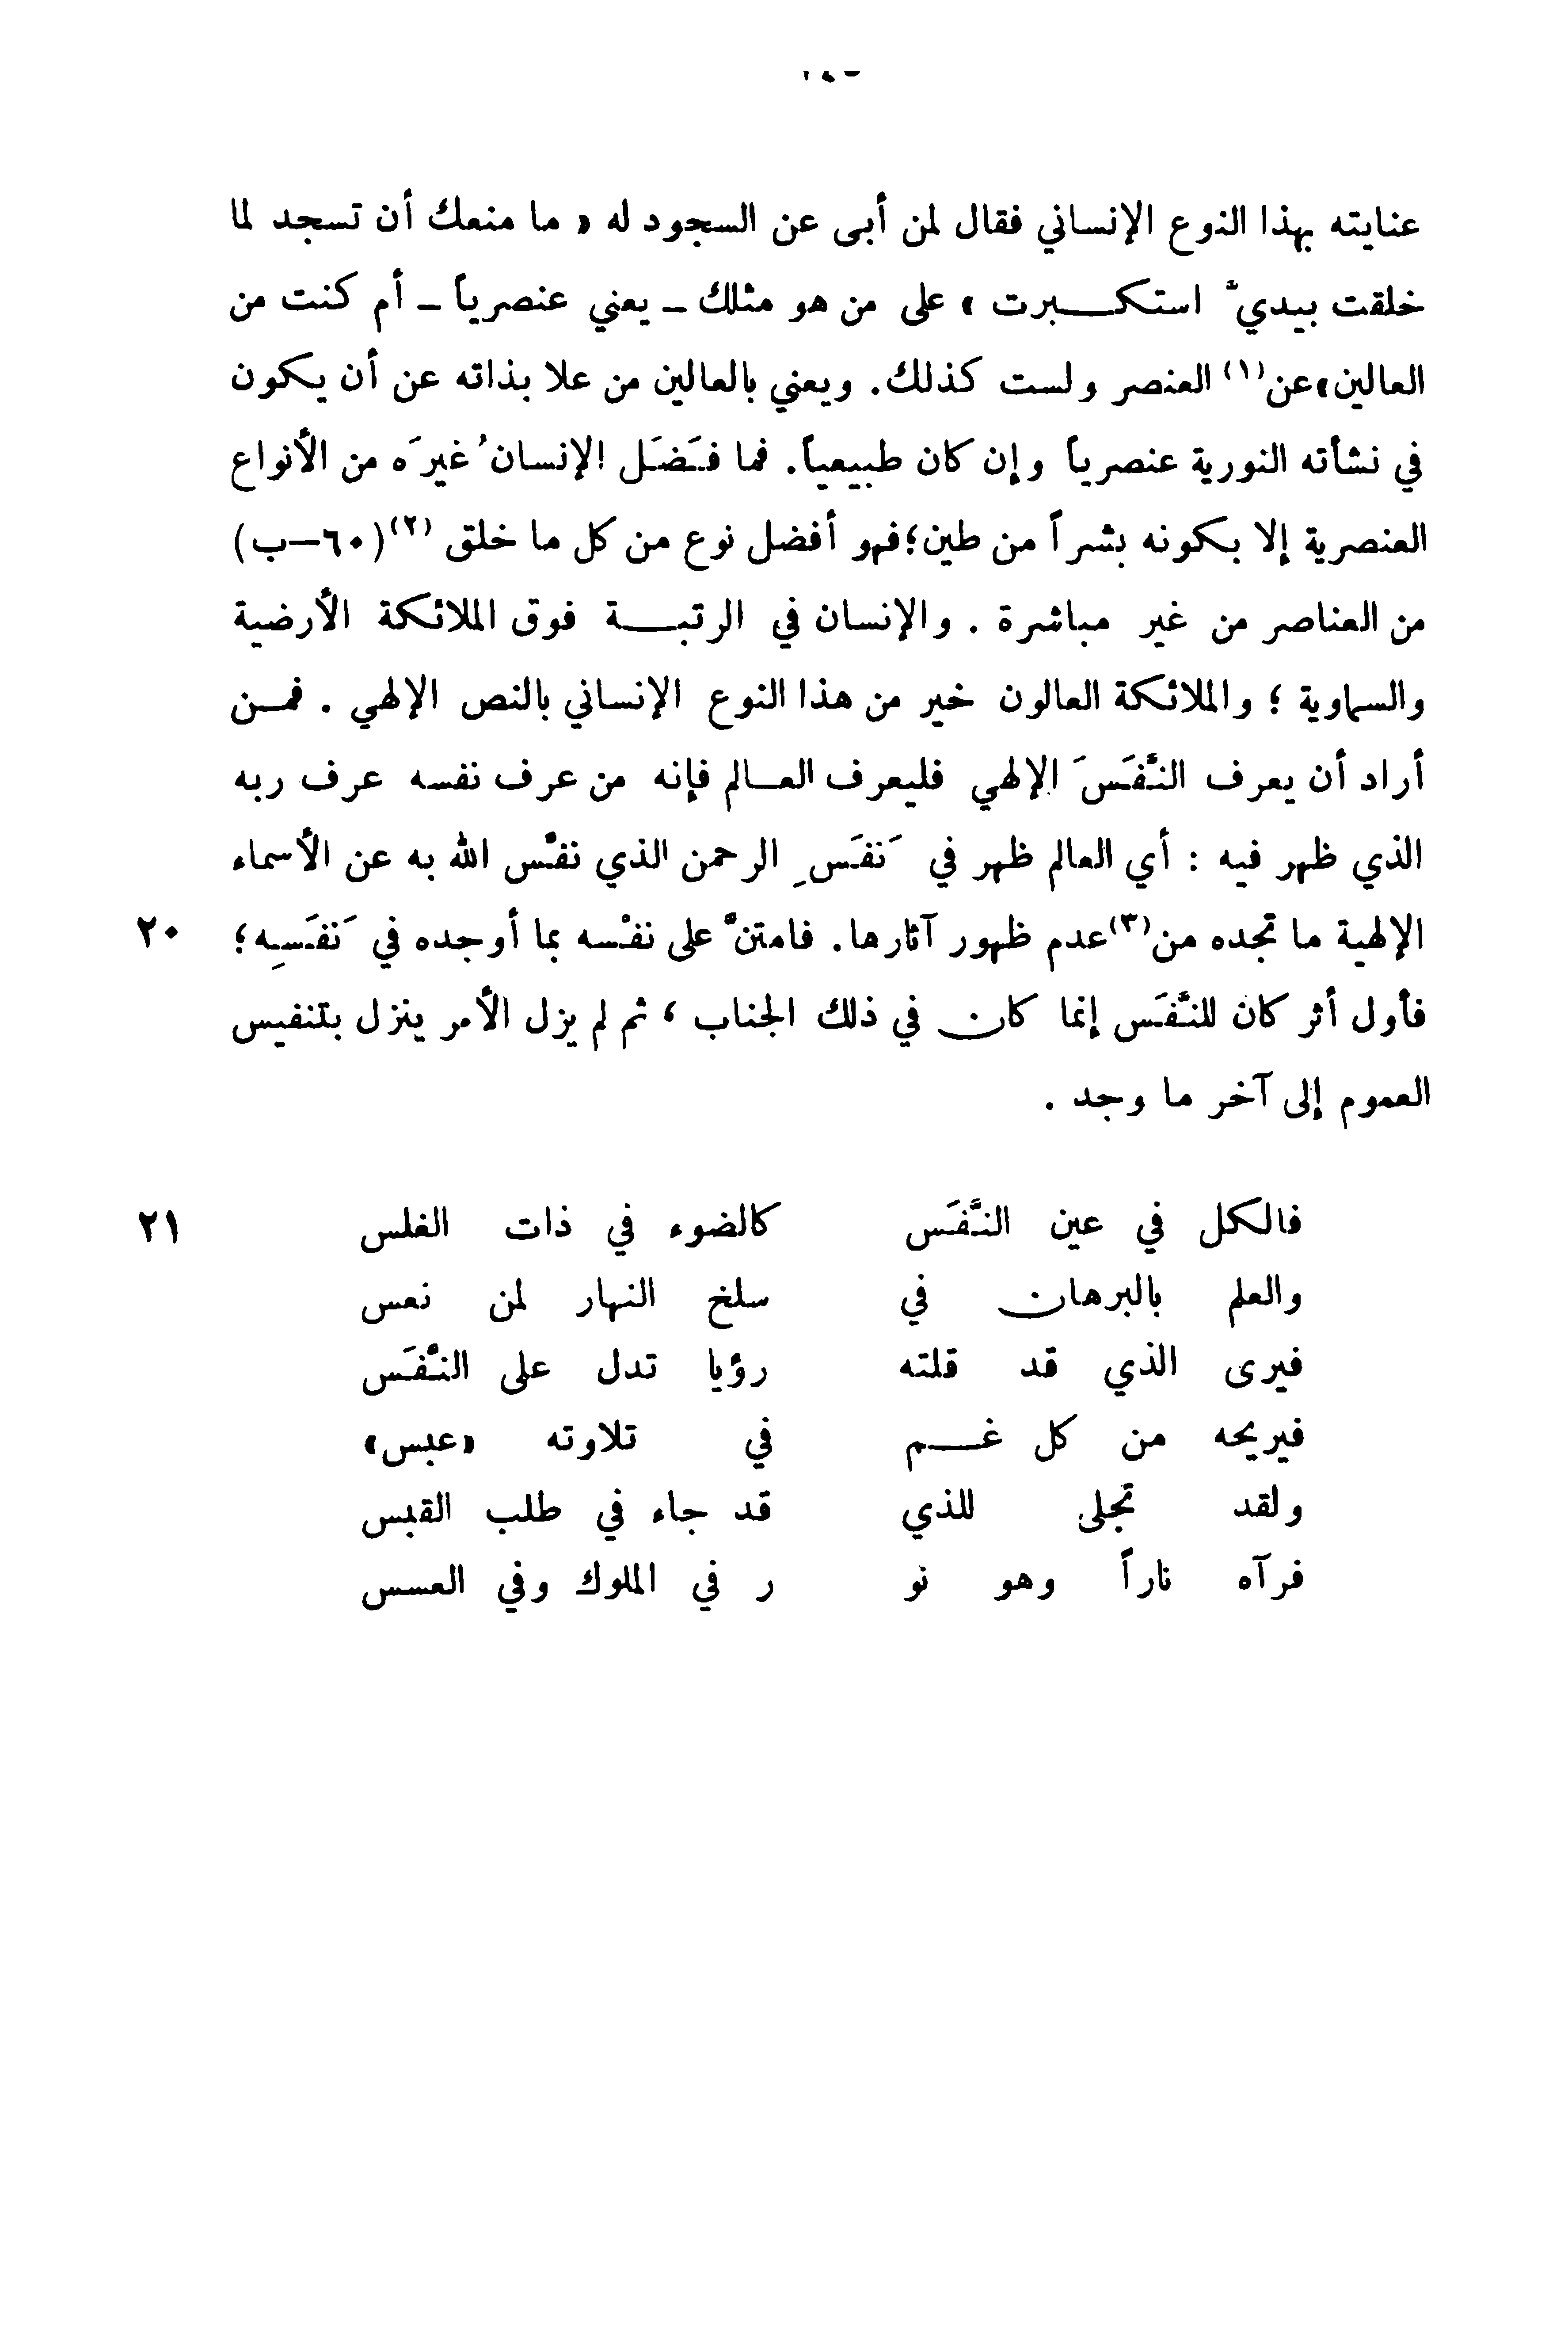 عنايته بهذا النوع الإنساني فقال لمن أبى عن السجود له « ما منعك أن تسجد لما
خلقت بيديَّ استكـبرت » على من هو مثلك ـ يعني عنصرياً ـ أم كنت من
العالين» عن(١) العنصر ولست كذلك. ويعني بالعالين من علا بذاته عن أن يكون
في نشأته النورية عنصرياً وإن كان طبيعياً. فما فَضَل الإنسانُ غيرَه من الأنواع
العنصرية إلا بكونه بشراً من طين؛ فهو أفضل نوع من كل ما خلق (٢) (٦٠–ب)
من العناصر من غير مباشرة . والإنسان في الرتبـة فوق الملائكة الأرضية
والسماوية ؛ والملائكة العالون خير من هذا النوع الإنساني بالنص الإلهي . فمـن
أراد أن يعرف النَّفَسَ الإلهي فليعرف العـالم فإنه من عرف نفسه عرف ربه
الذي ظهر فيه : أي العالم ظهر في نَفَسِ الرحمن الذي نفَّس الله به عن الأسماء
الإلهية ما تجده من(٣) عدم ظهور آثارها. فامتنَّ على نفْسه بما أوجده في نَفَسِه؛ ٢٠
فأول أثر كان للنَّفَس إنما كان في ذلك الجناب ، ثم لم يزل الأمر ينزل بتنفيس
العموم إلى آخر ما وجد .
فالكل في عين النَّفَس كالضوء في ذات الغلس ٢١
والعلم بالبرهان في سلخ النهار لمن نعس
فيرى الذي قد قلته رؤيا تدل على النَّفَس
فيريحه من كل غـم في تلاوته «عبس»
ولقد تجلى للذي قد جاء في طلب القبس
فرآه ناراً وهو نو ر في الملوك وفي العسس